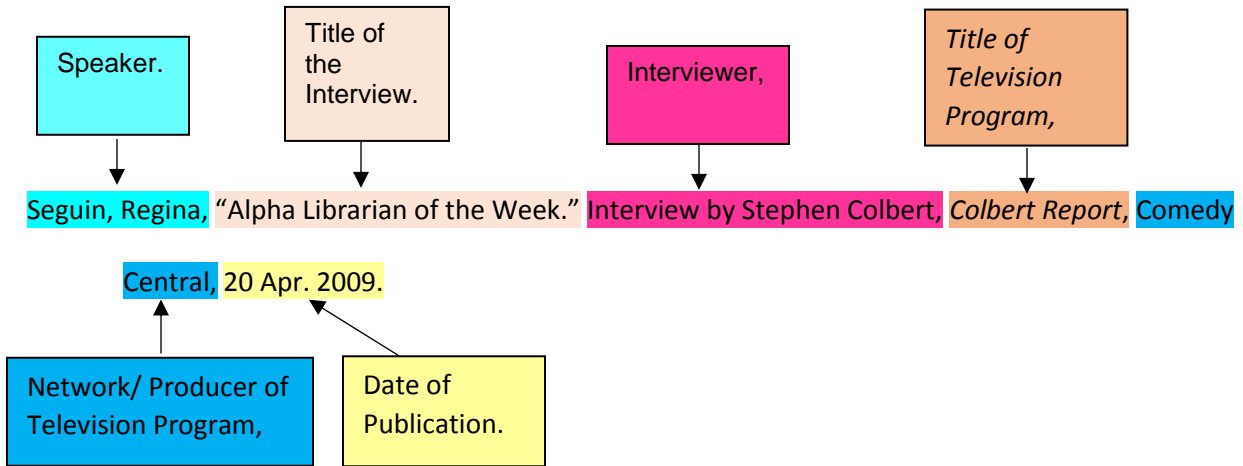 Speaker.
Title of
the
Interview.
Interviewer,
Title of
Television
Program,
Seguin, Regina, “Alpha Librarian of the Week.” Interview by Stephen Colbert, Colbert Report, Comedy
Central, 20 Apr. 2009.
Network/ Producer of
Television Program,
Date of
Publication.